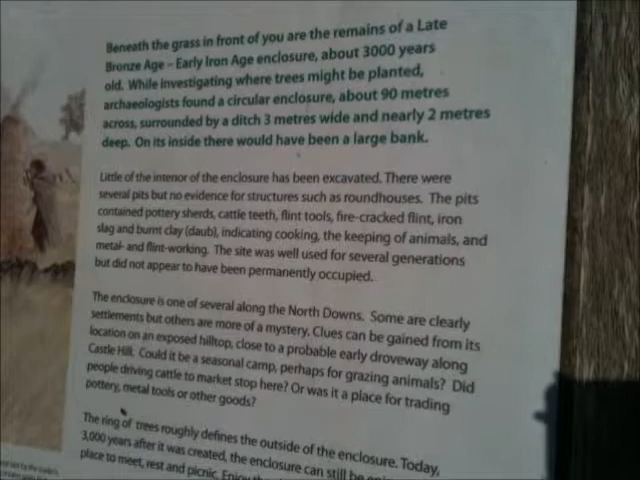 Beneath the grass in front of you are the remains of a Late
Bronze Age – Early Iron Age enclosure, about 3000 years
old. While investigating where trees might be planted,
archaeologists found a circular enclosure, about 90 metres
across, surrounded by a ditch 3 metres wide and nearly 2 metres
deep. On its inside there would have been a large bank.
Little of the interior of the enclosure has been excavated. There were
several pits but no evidence for structures such as roundhouses. The pits
contained pottery sherds, cattle teeth, flint tools, fire-cracked flint, iron
slag and burnt clay (daub), indicating cooking, the keeping of animals, and
metal- and flint-working. The site was well used for several generations
but did not appear to have been permanently occupied.
The enclosure is one of several along the North Downs. Some are clearly
settlements but others are more of a mystery. Clues can be gained from its
location on an exposed hilltop, close to a probable early droveway along
Castle Hill. Could it be a seasonal camp, perhaps for grazing animals? Did
people driving cattle to market stop here? Or was it a place for trading
pottery, metal tools or other goods?
The ring of trees roughly defines the outside of the enclosure. Today,
3,000 years after it was created, the enclosure can still be
place to meet, rest and picnic.